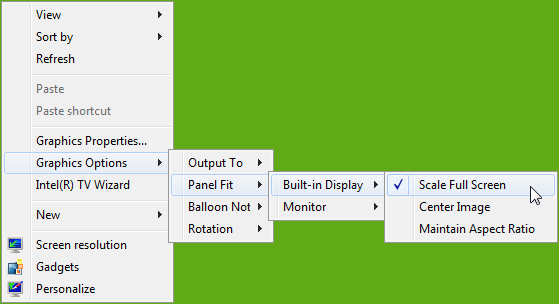 View
Sort by
Refresh
Paste
Paste shortcut
Graphics Properties...
Graphics Options
Intel(R) TV Wizard
New
Screen resolution
Gadgets
Personalize
Output To
Panel Fit
Balloon Not
Rotation
Built-in Display
Monitor
Scale Full Screen
Center Image
Maintain Aspect Ratio